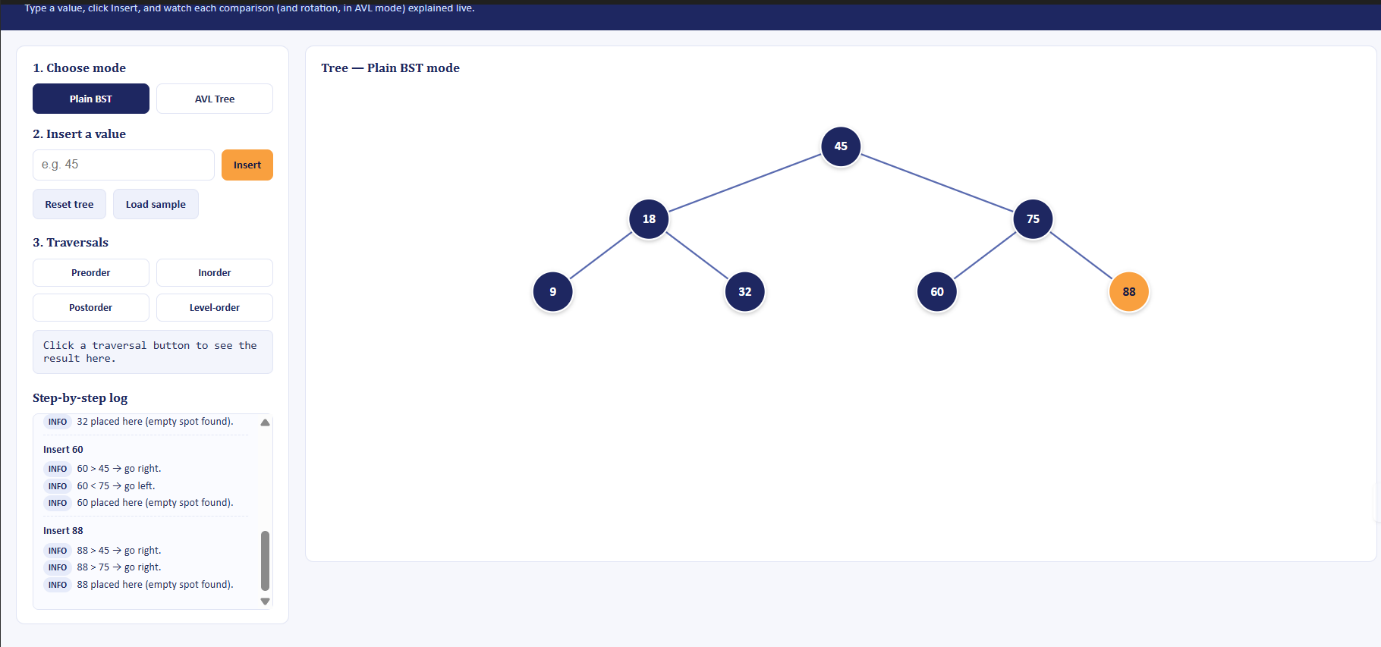 Type a value, click Insert, and watch each comparison (and rotation, in AVL mode) explained live.
1. Choose mode
Plain BST
AVL Tree
2. Insert a value
e.g. 45
Insert
Reset tree
Load sample
3. Traversals
Preorder
Inorder
Postorder
Level-order
Click a traversal button to see the
result here.
Step-by-step log
INFO 32 placed here (empty spot found).
Insert 60
INFO 60 > 45 → go right.
INFO 60 < 75 → go left.
INFO 60 placed here (empty spot found).
Insert 88
INFO 88 > 45 → go right.
INFO 88 > 75 → go right.
INFO 88 placed here (empty spot found).
Tree — Plain BST mode
45
18
75
9
32
60
88